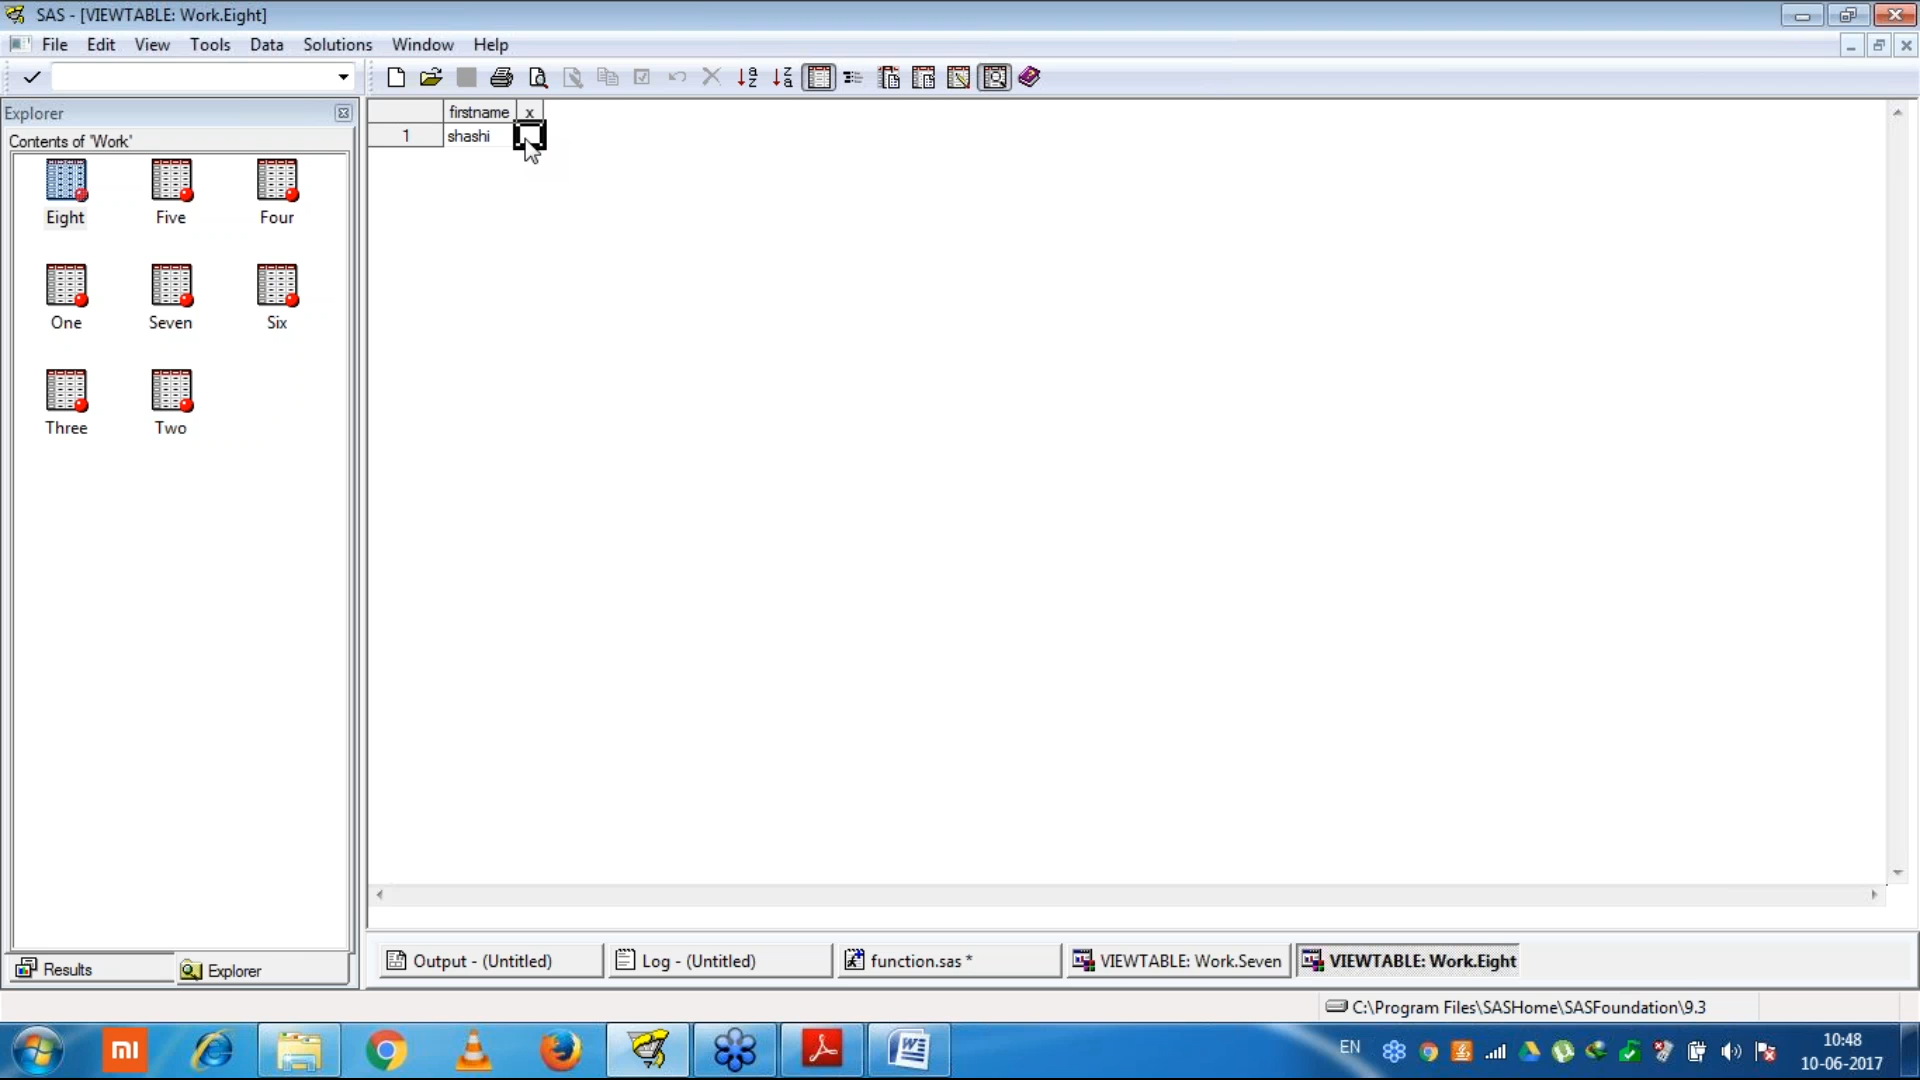 SAS - [VIEWTABLE: Work.Eight]
File Edit View Tools Data Solutions Window Help
Explorer
Contents of 'Work'
Eight Five Four
One Seven Six
Three Two
firstname x
1 shashi
Results Explorer
Output - (Untitled) Log - (Untitled) function.sas * VIEWTABLE: Work.Seven VIEWTABLE: Work.Eight
C:\Program Files\SASHome\SASFoundation\9.3
mi
EN
10:48
10-06-2017